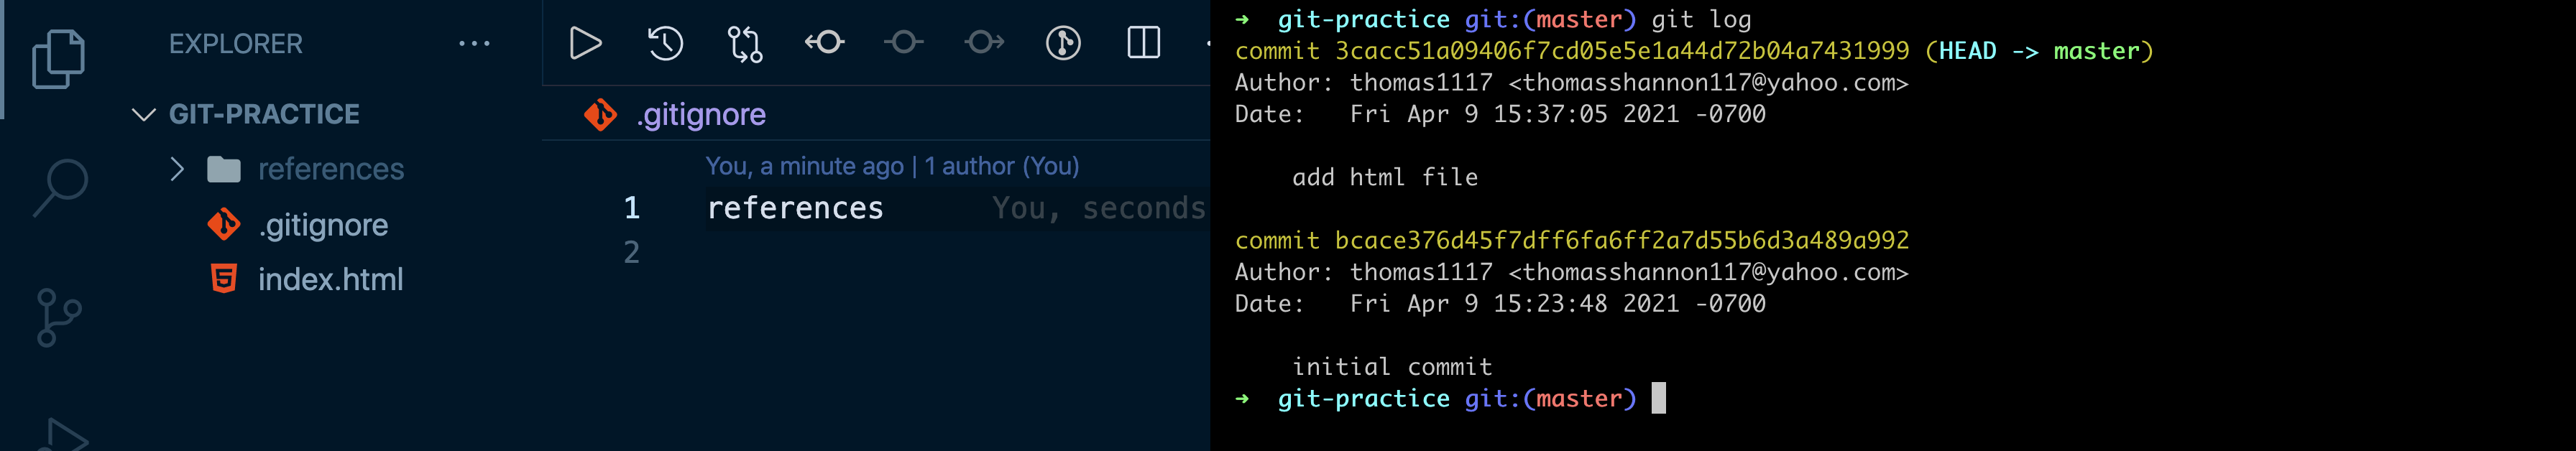 EXPLORER
GIT-PRACTICE
references
.gitignore
index.html
.gitignore
You, a minute ago | 1 author (You)
1 references You, seconds
2
➜ git-practice git:(master) git log
commit 3cacc51a09406f7cd05e5e1a44d72b04a7431999 (HEAD -> master)
Author: thomas1117 <thomasshannon117@yahoo.com>
Date: Fri Apr 9 15:37:05 2021 -0700
add html file
commit bcace376d45f7dff6fa6ff2a7d55b6d3a489a992
Author: thomas1117 <thomasshannon117@yahoo.com>
Date: Fri Apr 9 15:23:48 2021 -0700
initial commit
➜ git-practice git:(master)